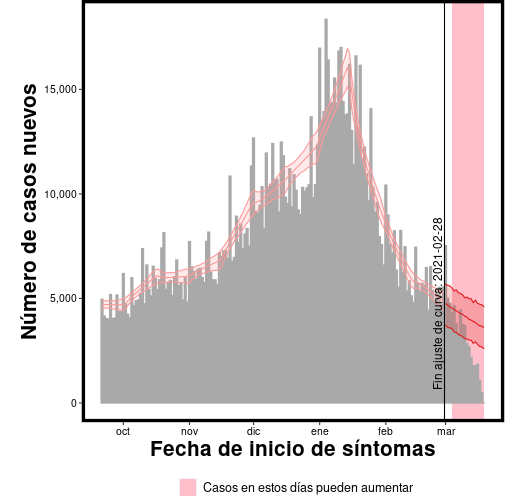 Número de casos nuevos
15,000
10,000
5,000
0
Fin ajuste de curva: 2021-02-28
oct
nov
dic
ene
feb
mar
Fecha de inicio de síntomas
Casos en estos días pueden aumentar